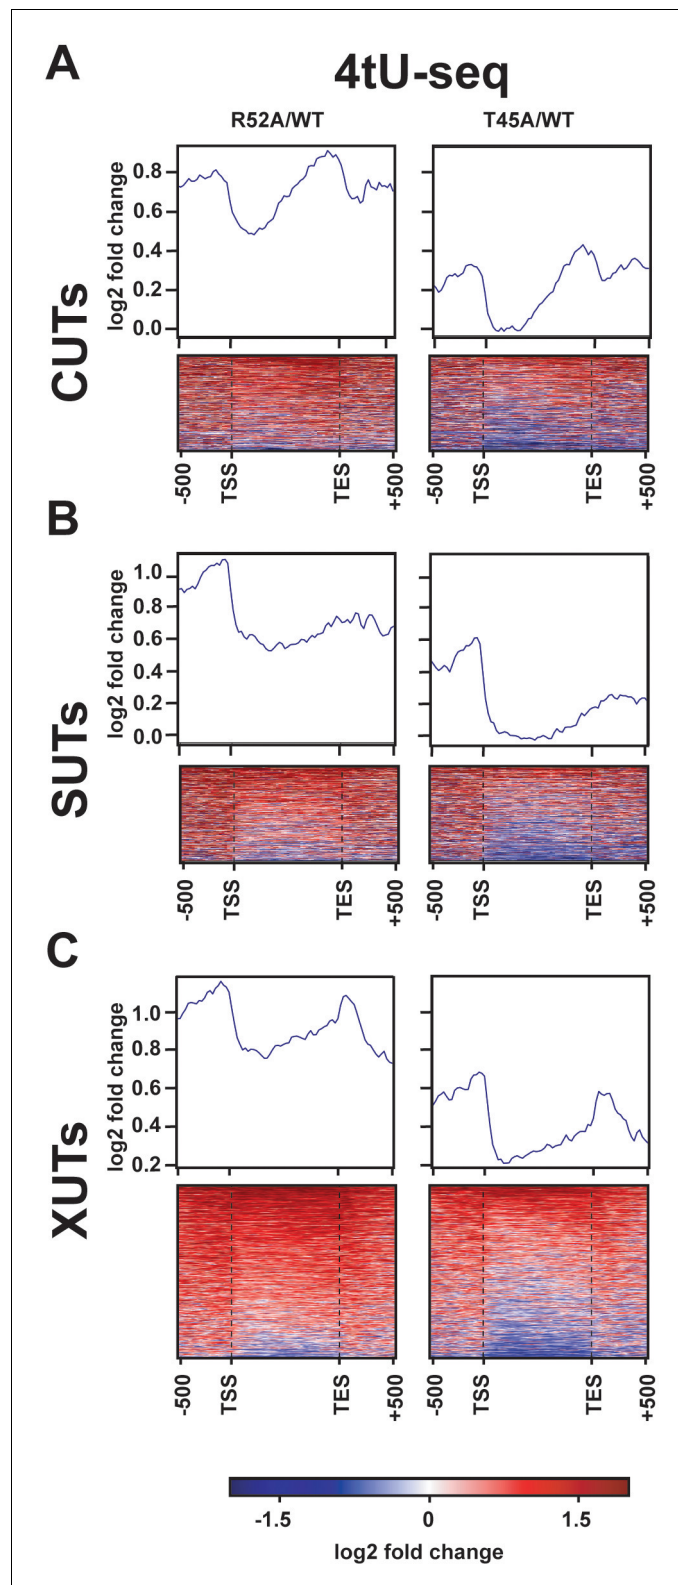 A
4tU-seq
R52A/WT
T45A/WT
CUTs
log2 fold change
0.8
0.6
0.4
0.2
0.0
-500
TSS
TES
+500
-500
TSS
TES
+500
B
SUTs
log2 fold change
1.0
0.8
0.6
0.4
0.2
0.0
-500
TSS
TES
+500
-500
TSS
TES
+500
C
XUTs
log2 fold change
1.0
0.8
0.6
0.4
0.2
-500
TSS
TES
+500
-500
TSS
TES
+500
-1.5 0 1.5
log2 fold change